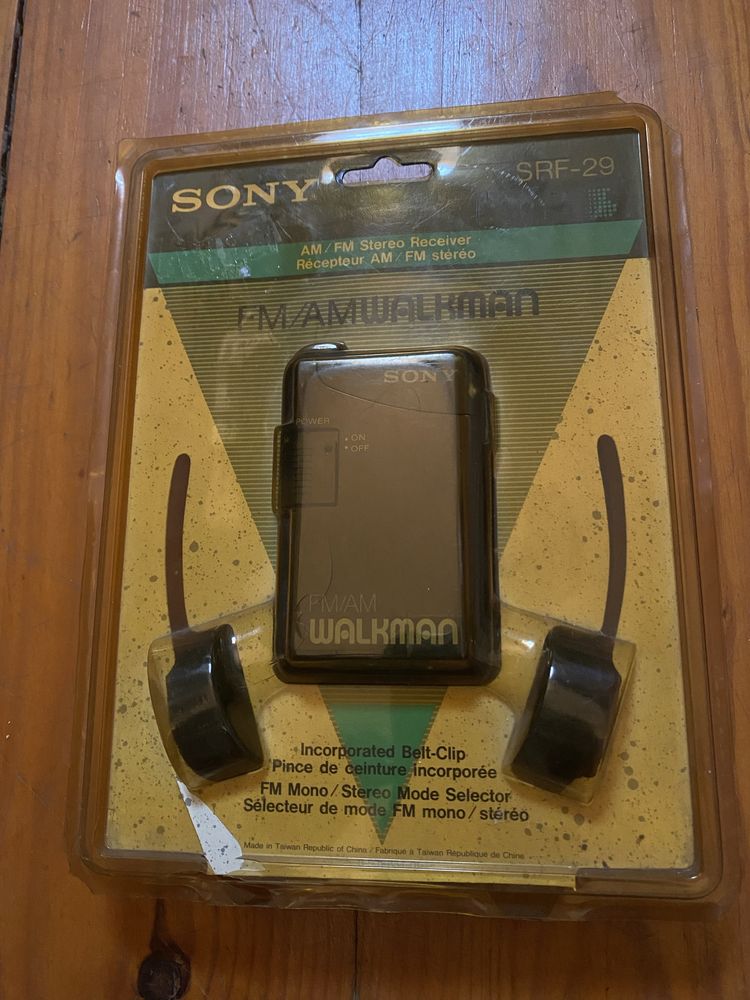 SONY
SRF-29
AM/FM Stereo Receiver
Récepteur AM/FM stéréo
FM/AM WALKMAN
SONY
POWER
• ON
• OFF
FM/AM
WALKMAN
Incorporated Belt-Clip
Pince de ceinture incorporée
FM Mono/Stereo Mode Selector
Sélecteur de mode FM mono/stéréo
Made in Taiwan Republic of China/Fabriqué à Taiwan République de Chine